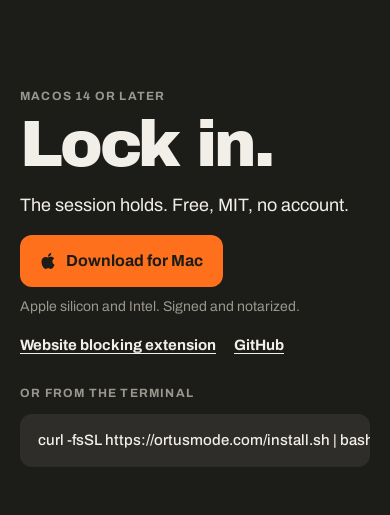 MACOS 14 OR LATER
Lock in.
The session holds. Free, MIT, no account.
Download for Mac
Apple silicon and Intel. Signed and notarized.
Website blocking extension GitHub
OR FROM THE TERMINAL
curl -fsSL https://ortusmode.com/install.sh | bash